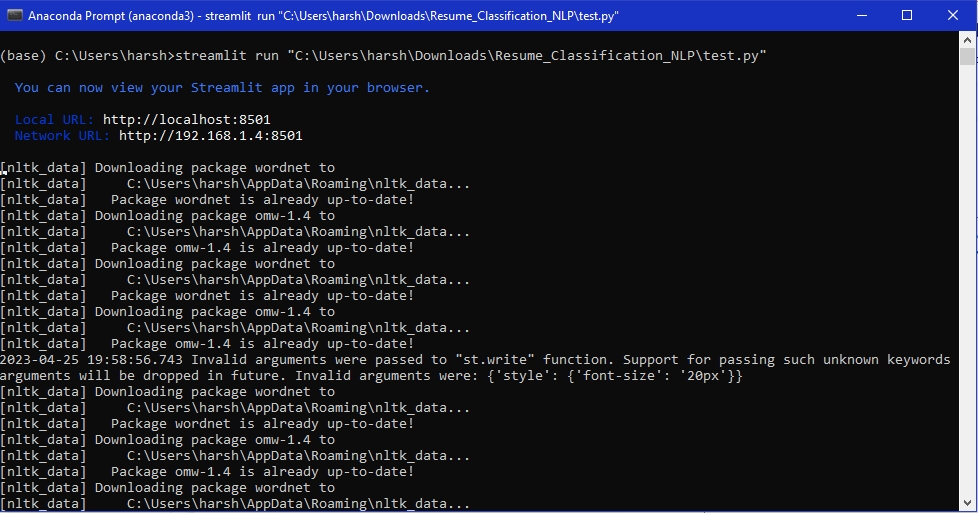 Anaconda Prompt (anaconda3) - streamlit run "C:\Users\harsh\Downloads\Resume_Classification_NLP\test.py"
(base) C:\Users\harsh>streamlit run "C:\Users\harsh\Downloads\Resume_Classification_NLP\test.py"
You can now view your Streamlit app in your browser.
Local URL: http://localhost:8501
Network URL: http://192.168.1.4:8501
[nltk_data] Downloading package wordnet to
[nltk_data]     C:\Users\harsh\AppData\Roaming\nltk_data...
[nltk_data]   Package wordnet is already up-to-date!
[nltk_data] Downloading package omw-1.4 to
[nltk_data]     C:\Users\harsh\AppData\Roaming\nltk_data...
[nltk_data]   Package omw-1.4 is already up-to-date!
[nltk_data] Downloading package wordnet to
[nltk_data]     C:\Users\harsh\AppData\Roaming\nltk_data...
[nltk_data]   Package wordnet is already up-to-date!
[nltk_data] Downloading package omw-1.4 to
[nltk_data]     C:\Users\harsh\AppData\Roaming\nltk_data...
[nltk_data]   Package omw-1.4 is already up-to-date!
2023-04-25 19:58:56.743 Invalid arguments were passed to "st.write" function. Support for passing such unknown keywords
arguments will be dropped in future. Invalid arguments were: {'style': {'font-size': '20px'}}
[nltk_data] Downloading package wordnet to
[nltk_data]     C:\Users\harsh\AppData\Roaming\nltk_data...
[nltk_data]   Package wordnet is already up-to-date!
[nltk_data] Downloading package omw-1.4 to
[nltk_data]     C:\Users\harsh\AppData\Roaming\nltk_data...
[nltk_data]   Package omw-1.4 is already up-to-date!
[nltk_data] Downloading package wordnet to
[nltk_data]     C:\Users\harsh\AppData\Roaming\nltk_data...